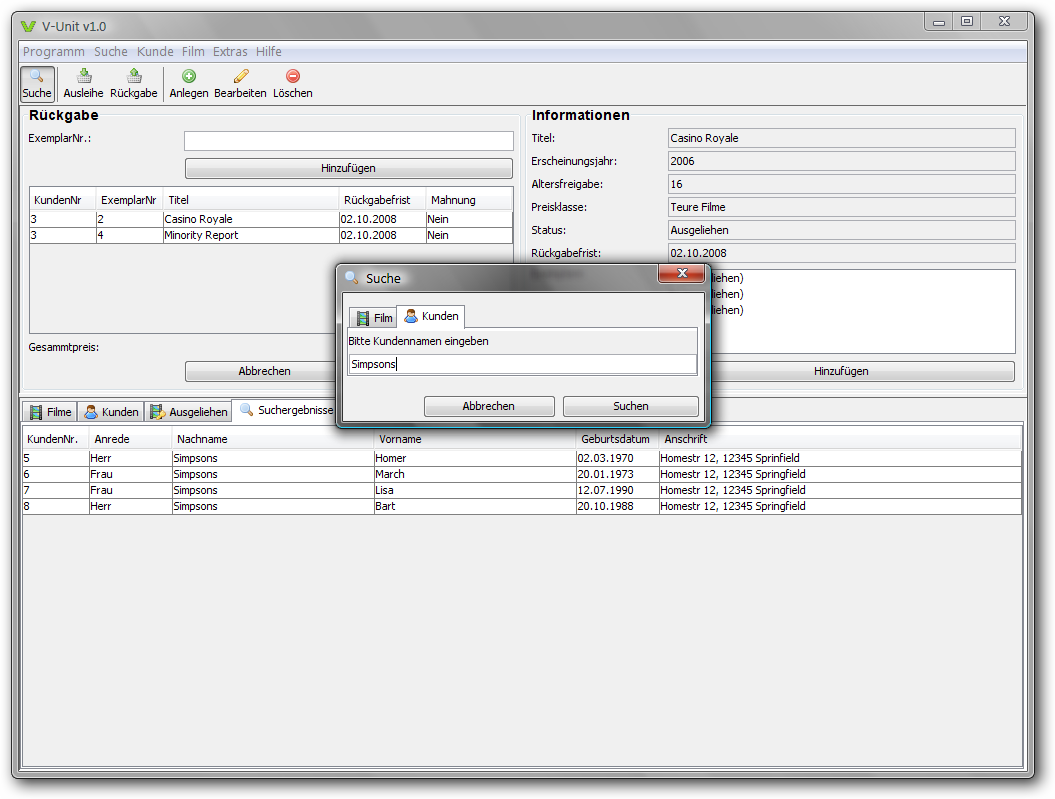 V-Unit v1.0
Programm Suche Kunde Film Extras Hilfe
Suche Ausleihe Rückgabe Anlegen Bearbeiten Löschen
Rückgabe
ExemplarNr.:
Hinzufügen
KundenNr ExemplarNr Titel Rückgabefrist Mahnung
3 2 Casino Royale 02.10.2008 Nein
3 4 Minority Report 02.10.2008 Nein
Gesammtpreis:
Abbrechen
Informationen
Titel: Casino Royale
Erscheinungsjahr: 2006
Altersfreigabe: 16
Preisklasse: Teure Filme
Status: Ausgeliehen
Rückgabefrist: 02.10.2008
iehen)
iehen)
iehen)
Hinzufügen
Suche
Film Kunden
Bitte Kundennamen eingeben
Simpsons
Abbrechen Suchen
Filme Kunden Ausgeliehen Suchergebnisse
KundenNr. Anrede Nachname Vorname Geburtsdatum Anschrift
5 Herr Simpsons Homer 02.03.1970 Homestr 12, 12345 Sprinfield
6 Frau Simpsons March 20.01.1973 Homestr 12, 12345 Springfield
7 Frau Simpsons Lisa 12.07.1990 Homestr 12, 12345 Springfield
8 Herr Simpsons Bart 20.10.1988 Homestr 12, 12345 Springfield